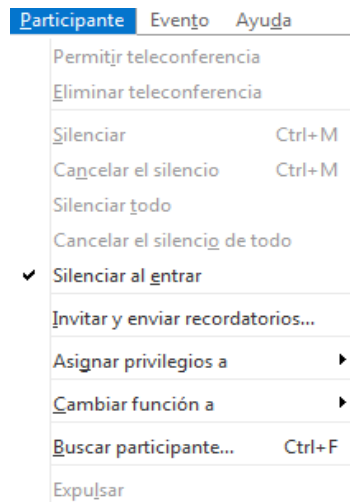 Participante Evento Ayuda
Permitir teleconferencia
Eliminar teleconferencia
Silenciar Ctrl+M
Cancelar el silencio Ctrl+M
Silenciar todo
Cancelar el silencio de todo
Silenciar al entrar
Invitar y enviar recordatorios...
Asignar privilegios a
Cambiar función a
Buscar participante... Ctrl+F
Expulsar